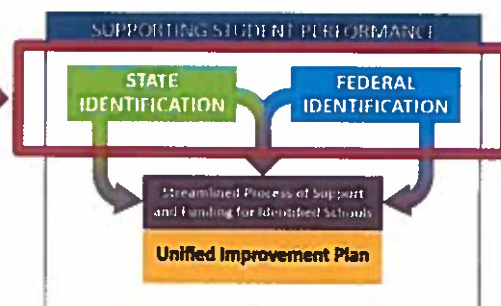 SUPPORTING STUDENT PERFORMANCE
STATE
IDENTIFICATION
FEDERAL
IDENTIFICATION
Streamlined Process of Support
and Funding for Identified Schools
Unified Improvement Plan